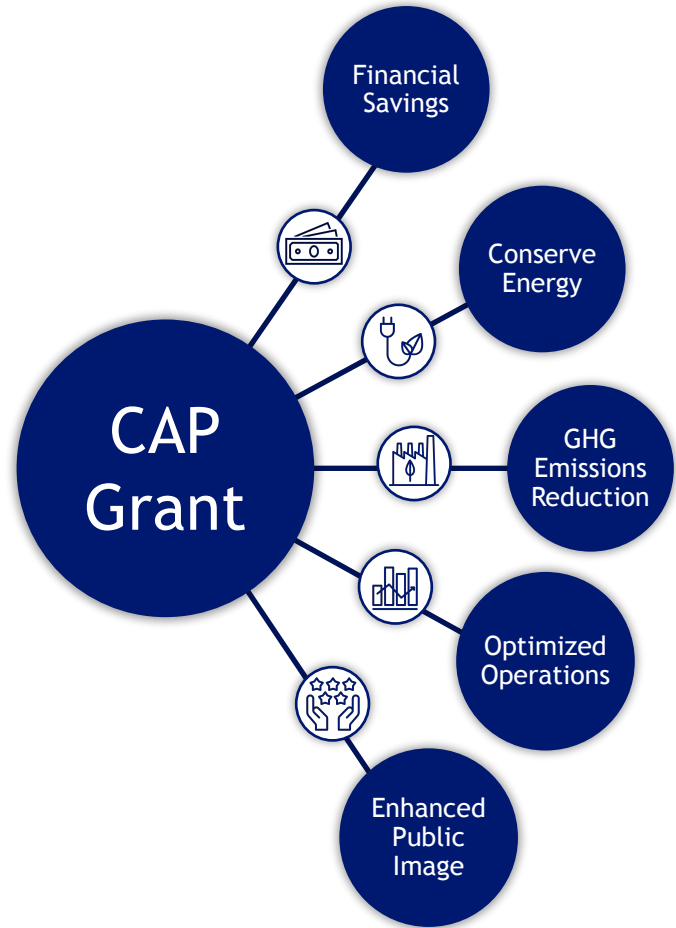 Financial
Savings
Conserve
Energy
CAP
Grant
GHG
Emissions
Reduction
Optimized
Operations
Enhanced
Public
Image